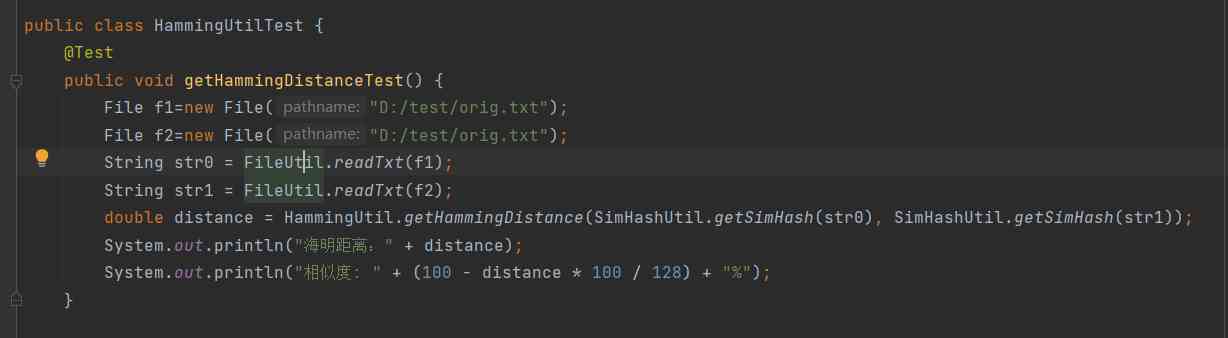 public class HammingUtilTest {
@Test
public void getHammingDistanceTest() {
File f1=new File( pathname: "D:/test/orig.txt");
File f2=new File( pathname: "D:/test/orig.txt");
String str0 = FileUtil.readTxt(f1);
String str1 = FileUtil.readTxt(f2);
double distance = HammingUtil.getHammingDistance(SimHashUtil.getSimHash(str0), SimHashUtil.getSimHash(str1));
System.out.println("海明距离：" + distance);
System.out.println("相似度: " + (100 - distance * 100 / 128) + "%");
}